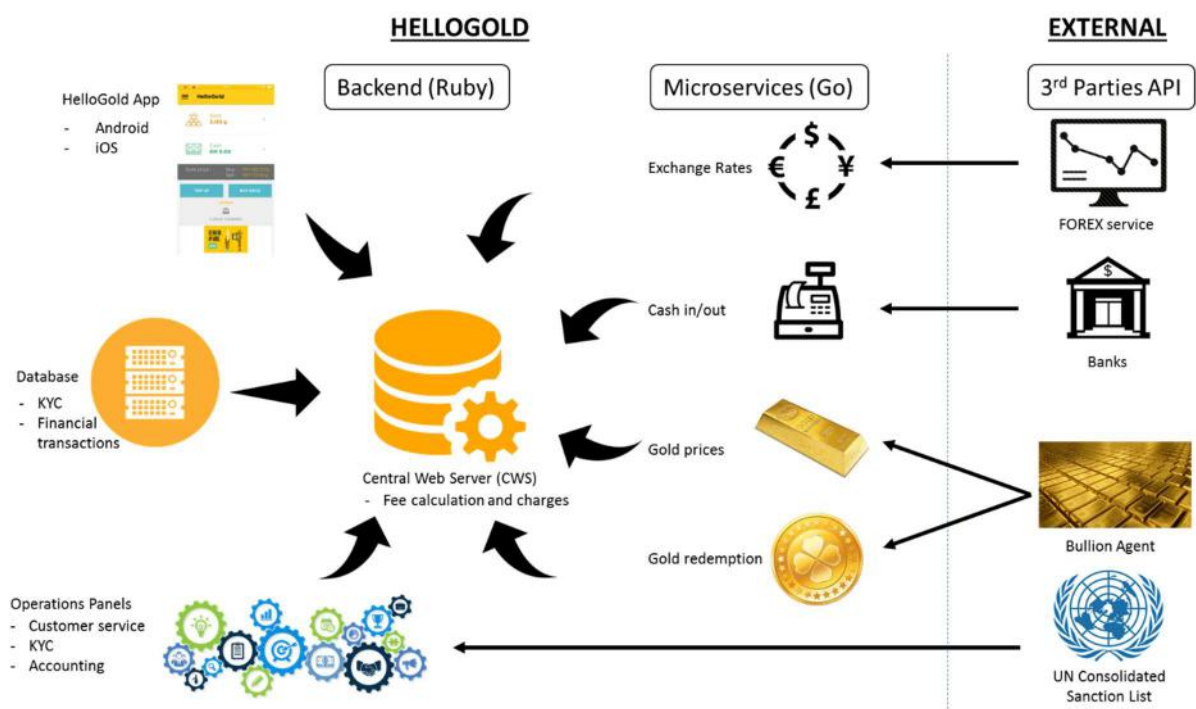 HELLOGOLD
EXTERNAL
Backend (Ruby)
Microservices (Go)
3rd Parties API
HelloGold App
- Android
- iOS
HelloGold
Exchange Rates
$
€
¥
£
FOREX service
Cash in/out
$
Banks
Database
- KYC
- Financial
transactions
Central Web Server (CWS)
- Fee calculation and charges
Gold prices
Gold redemption
Bullion Agent
Operations Panels
- Customer service
- KYC
- Accounting
UN Consolidated
Sanction List